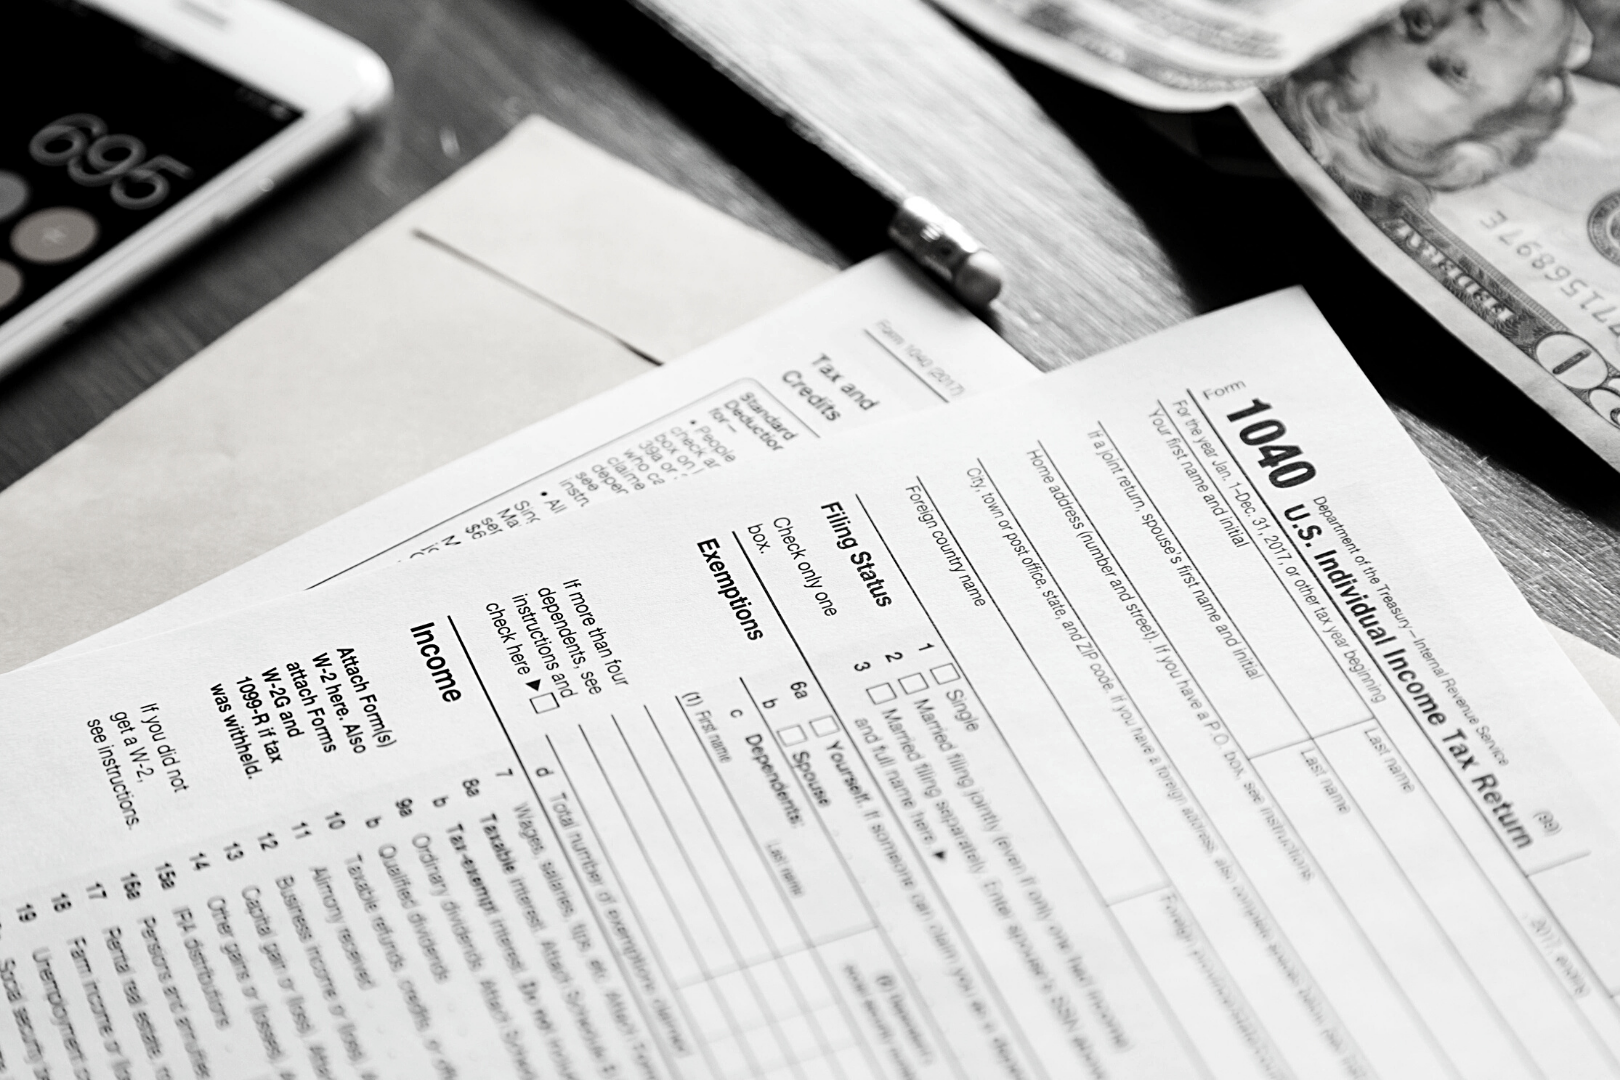 695
+
Form 1040 (2017)
Tax and
Credits
Standard
Deduction
for—
• People
check
box on
39a or
who
claimed
see
• All
Form
1040
Department of the Treasury—Internal Revenue Service
(99)
U.S. Individual Income Tax Return
For the year Jan. 1–Dec. 31, 2017, or other tax year beginning
, 2017, ending
Your first name and initial
Last name
If a joint return, spouse's first name and initial
Last name
Home address (number and street). If you have a P.O. box, see instructions.
City, town or post office, state, and ZIP code. If you have a foreign address, also complete spaces below
Foreign country name
Foreign
Filing Status
Check only one
box.
1 Single
2 Married filing jointly (even if only one had income)
3 Married filing separately. Enter spouse's SSN above
and full name here. ▶
Exemptions
6a Yourself. If someone can claim you as a
b Spouse
c Dependents:
(1) First name
Last name
If more than four
dependents, see
instructions and
check here ▶
d Total number of exemptions claimed
Income
Attach Form(s)
W-2 here. Also
attach Forms
W-2G and
1099-R if tax
was withheld.
If you did not
get a W-2,
see instructions.
7 Wages, salaries, tips, etc. Attach Form
8a Taxable interest. Attach Schedule
b Tax-exempt interest. Do not
9a Ordinary dividends. Attach
b Qualified dividends
10 Taxable refunds, credits, or
11 Alimony received
12 Business income or (loss).
13 Capital gain or (loss).
14 Other gains or (losses).
15a IRA distributions
16a Pensions and annuities
17 Rental real estate,
18 Farm income or
19 Unemployment
Social security
FEDERAL
71568897E